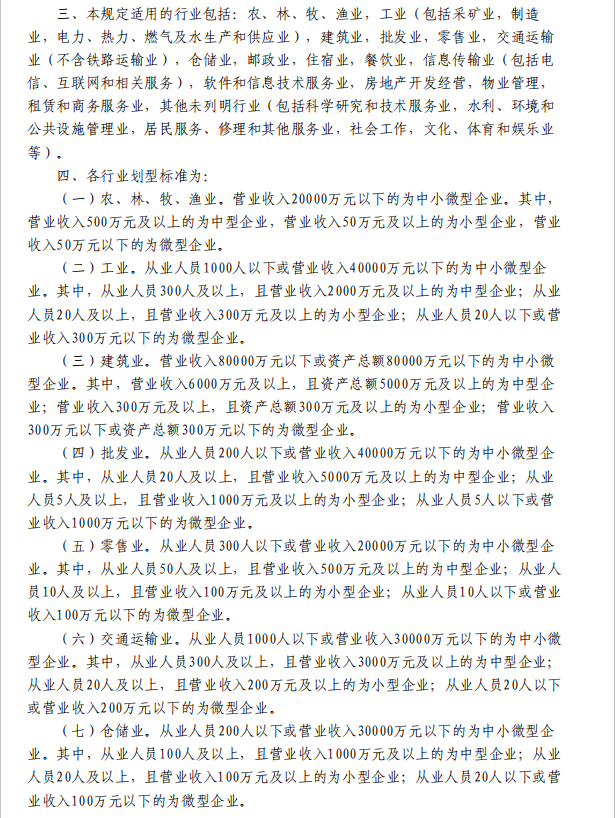 三、本规定适用的行业包括：农、林、牧、渔业，工业（包括采矿业，制造
业，电力、热力、燃气及水生产和供应业），建筑业，批发业，零售业，交通运输
业（不含铁路运输业），仓储业，邮政业，住宿业，餐饮业，信息传输业（包括电
信、互联网和相关服务），软件和信息技术服务业，房地产开发经营，物业管理，
租赁和商务服务业，其他未列明行业（包括科学研究和技术服务业，水利、环境和
公共设施管理业，居民服务、修理和其他服务业，社会工作，文化、体育和娱乐业
等）。
四、各行业划型标准为：
（一）农、林、牧、渔业。营业收入20000万元以下的为中小微型企业。其中，
营业收入500万元及以上的为中型企业，营业收入50万元及以上的为小型企业，营业
收入50万元以下的为微型企业。
（二）工业。从业人员1000人以下或营业收入40000万元以下的为中小微型企
业。其中，从业人员300人及以上，且营业收入2000万元及以上的为中型企业；从业
人员20人及以上，且营业收入300万元及以上的为小型企业；从业人员20人以下或营
业收入300万元以下的为微型企业。
（三）建筑业。营业收入80000万元以下或资产总额80000万元以下的为中小微
型企业。其中，营业收入6000万元及以上，且资产总额5000万元及以上的为中型企
业；营业收入300万元及以上，且资产总额300万元及以上的为小型企业；营业收入
300万元以下或资产总额300万元以下的为微型企业。
（四）批发业。从业人员200人以下或营业收入40000万元以下的为中小微型企
业。其中，从业人员20人及以上，且营业收入5000万元及以上的为中型企业；从业
人员5人及以上，且营业收入1000万元及以上的为小型企业；从业人员5人以下或营
业收入1000万元以下的为微型企业。
（五）零售业。从业人员300人以下或营业收入20000万元以下的为中小微型企
业。其中，从业人员50人及以上，且营业收入500万元及以上的为中型企业；从业人
员10人及以上，且营业收入100万元及以上的为小型企业；从业人员10人以下或营业
收入100万元以下的为微型企业。
（六）交通运输业。从业人员1000人以下或营业收入30000万元以下的为中小微
型企业。其中，从业人员300人及以上，且营业收入3000万元及以上的为中型企业；
从业人员20人及以上，且营业收入200万元及以上的为小型企业；从业人员20人以下
或营业收入200万元以下的为微型企业。
（七）仓储业。从业人员200人以下或营业收入30000万元以下的为中小微型企
业。其中，从业人员100人及以上，且营业收入1000万元及以上的为中型企业；从业
人员20人及以上，且营业收入100万元及以上的为小型企业；从业人员20人以下或营
业收入100万元以下的为微型企业。